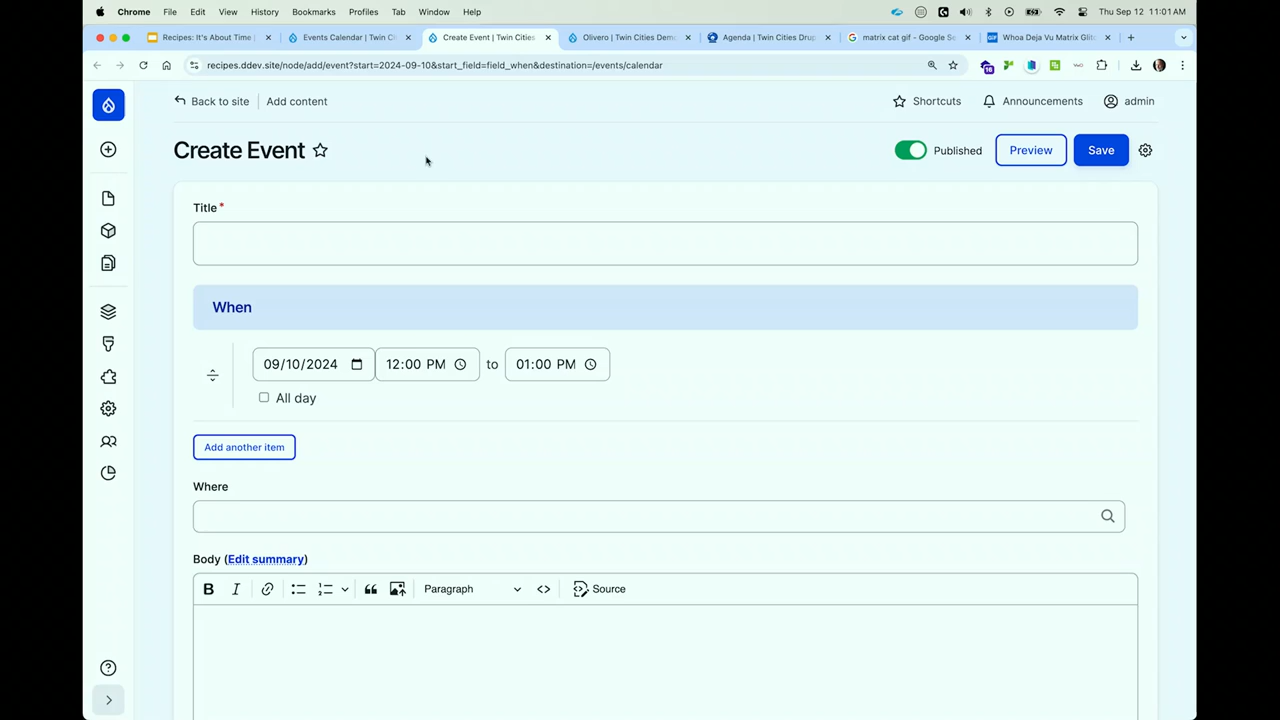 Chrome File Edit View History Bookmarks Profiles Tab Window Help Thu Sep 12 11:01 AM
Recipes: It's About Time Events Calendar | Twin Ci Create Event | Twin Cities Olivero | Twin Cities Dem Agenda | Twin Cities Drup matrix cat gif - Google Se GIF Whoa Deja Vu Matrix Glit
recipes.ddev.site/node/add/event?start=2024-09-10&start_field=field_when&destination=/events/calendar 16
Back to site Add content Shortcuts Announcements admin
Create Event Published Preview Save
Title *
When
09/10/2024 12:00 PM to 01:00 PM
All day
Add another item
Where
Body (Edit summary)
B I Paragraph Source